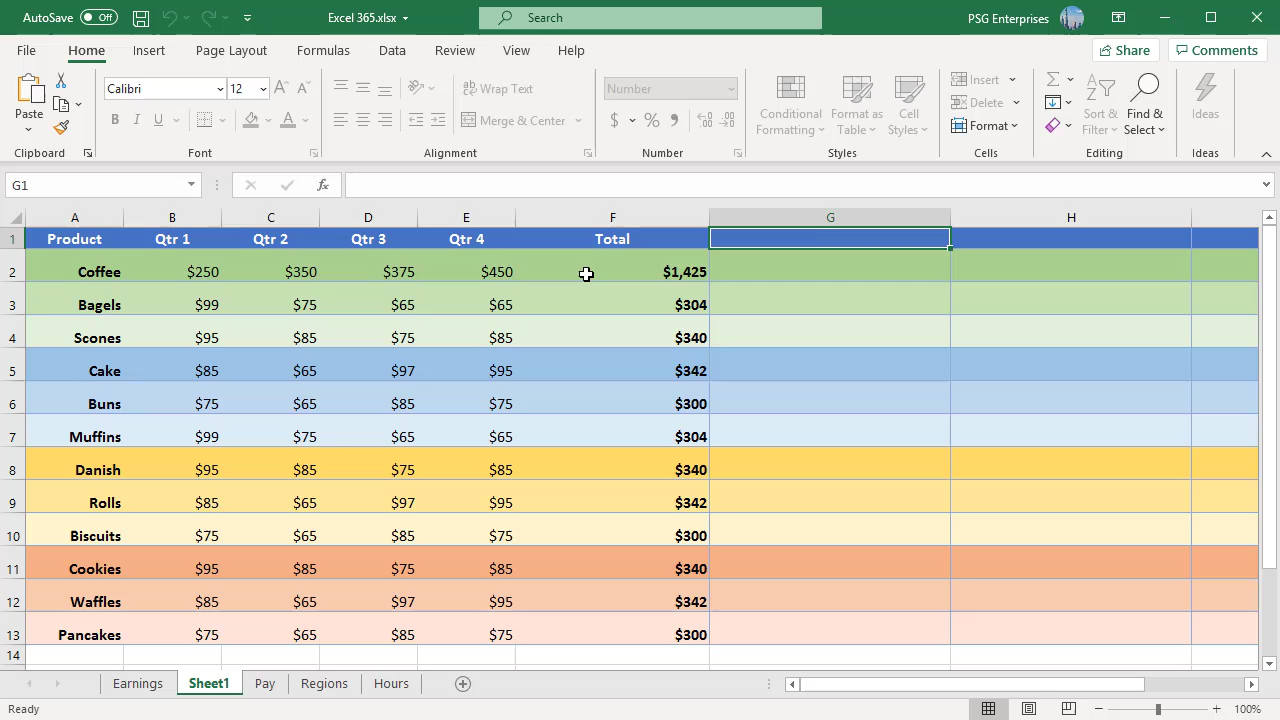 AutoSave Off Excel 365.xlsx Search PSG Enterprises
File Home Insert Page Layout Formulas Data Review View Help Share Comments
Paste Calibri 12 A A Wrap Text Number Conditional Formatting Format as Table Cell Styles Insert Σ Sort & Filter Find & Select Ideas
Delete
B I U A Merge & Center $ % Format
Clipboard Font Alignment Number Styles Cells Editing Ideas
G1 fx
A B C D E F G H
1 Product Qtr 1 Qtr 2 Qtr 3 Qtr 4 Total
2 Coffee $250 $350 $375 $450 $1,425
3 Bagels $99 $75 $65 $65 $304
4 Scones $95 $85 $75 $85 $340
5 Cake $85 $65 $97 $95 $342
6 Buns $75 $65 $85 $75 $300
7 Muffins $99 $75 $65 $65 $304
8 Danish $95 $85 $75 $85 $340
9 Rolls $85 $65 $97 $95 $342
10 Biscuits $75 $65 $85 $75 $300
11 Cookies $95 $85 $75 $85 $340
12 Waffles $85 $65 $97 $95 $342
13 Pancakes $75 $65 $85 $75 $300
14
Earnings Sheet1 Pay Regions Hours
Ready 100%